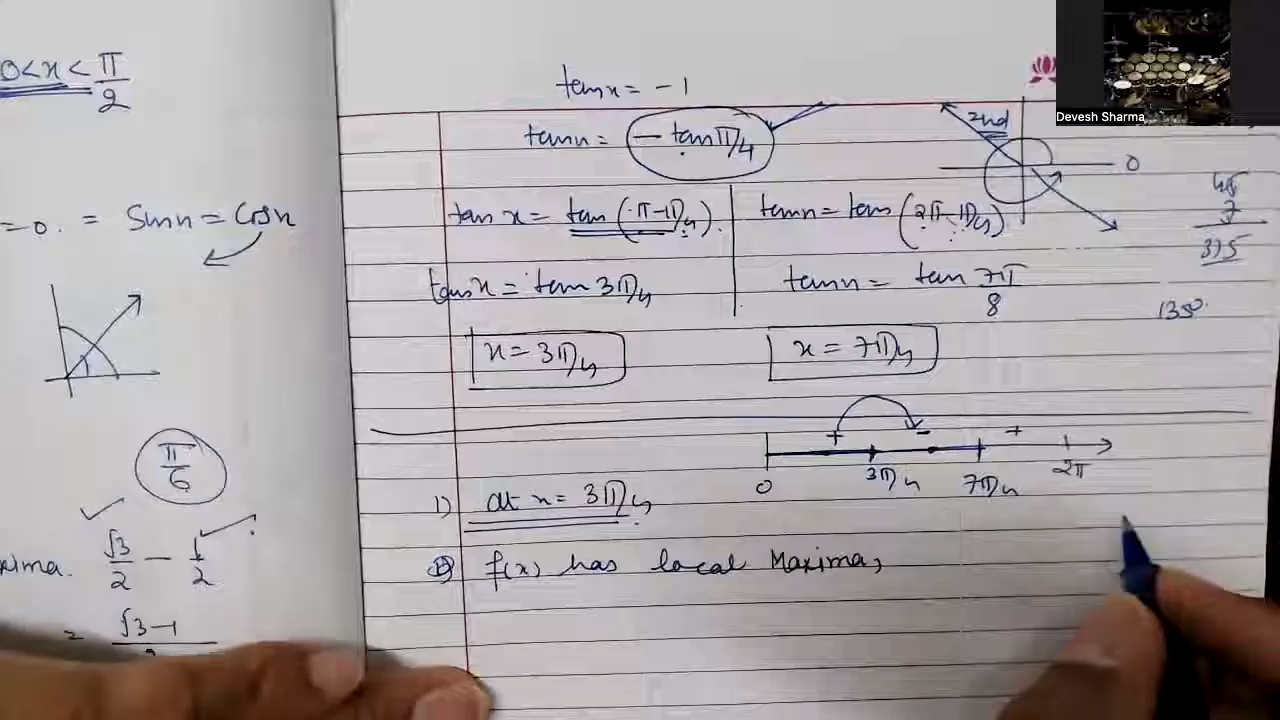 0<x<π/2
= 0. = Sinx = Cosx
π/6
xima. √3/2 - 1/2
= √3-1
tanx = -1
tanx = - tanπ/4
tan x = tan(π-π/4).
tanx = tan 3π/4
x = 3π/4
tanx = tan(2π-π/4)
tanx = tan 7π/8
x = 7π/4
2nd
0
45
7
315
135°
+ - +
0 3π/4 7π/4 2π
1) at x = 3π/4
f(x) has local Maxima,
Devesh Sharma